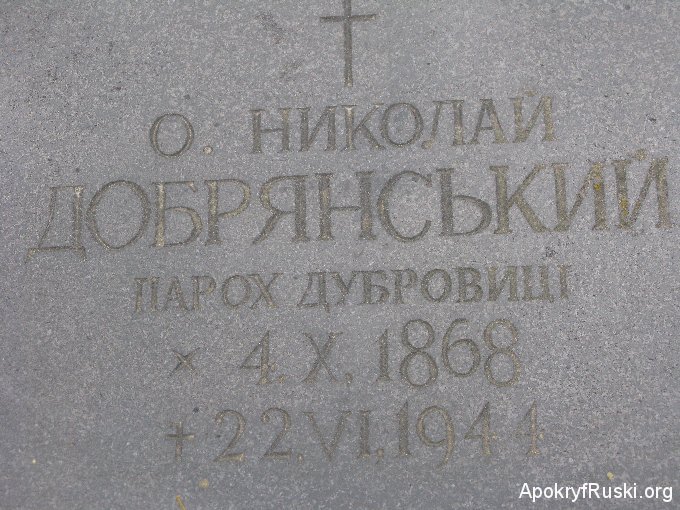 О. НИКОЛАЙ
ДОБРЯНСЬКИЙ
ПАРОХ ДУБРОВИЦІ
× 4. X. 1868
+ 22.VI.1944
ApokryfRuski.org